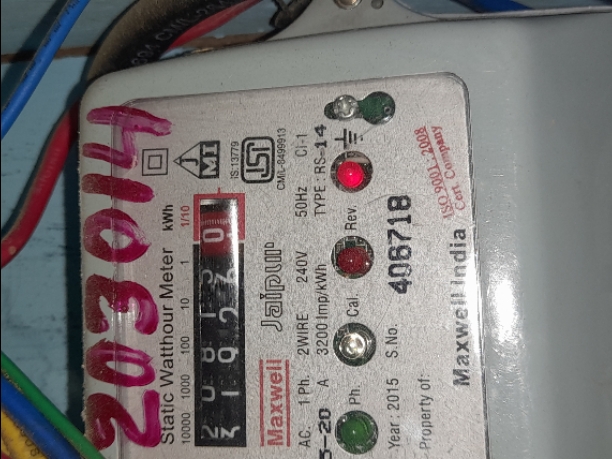 203014
Static Watthour Meter kWh
10000 1000 100 10 1 1/10
JMT
IS:13779
CM/L-8499913
Maxwell Jaipur
AC. 1 Ph. 2WIRE 240V 50Hz Cl-1
5-20 A 3200 Imp/kWh TYPE : RS-14
Ph. Cal. Rev.
Year : 2015 S.No. 406718
Property of:
Maxwell India
ISO 9001:2008
Cert. Company